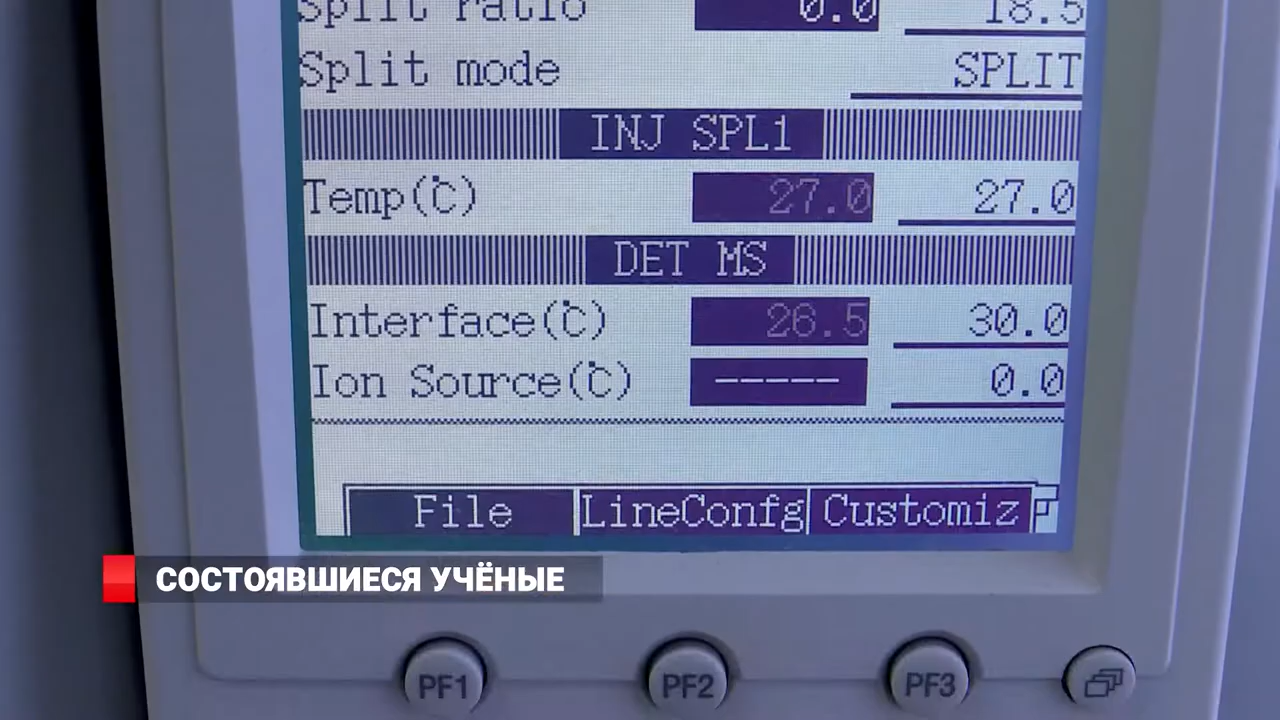 Split ratio 0.0 18.5
Split mode SPLIT
INJ SPL1
Temp(℃) 27.0 27.0
DET MS
Interface(℃) 26.5 30.0
Ion Source(℃) ----- 0.0
File LineConfg Customiz
СОСТОЯВШИЕСЯ УЧЁНЫЕ
PF1 PF2 PF3